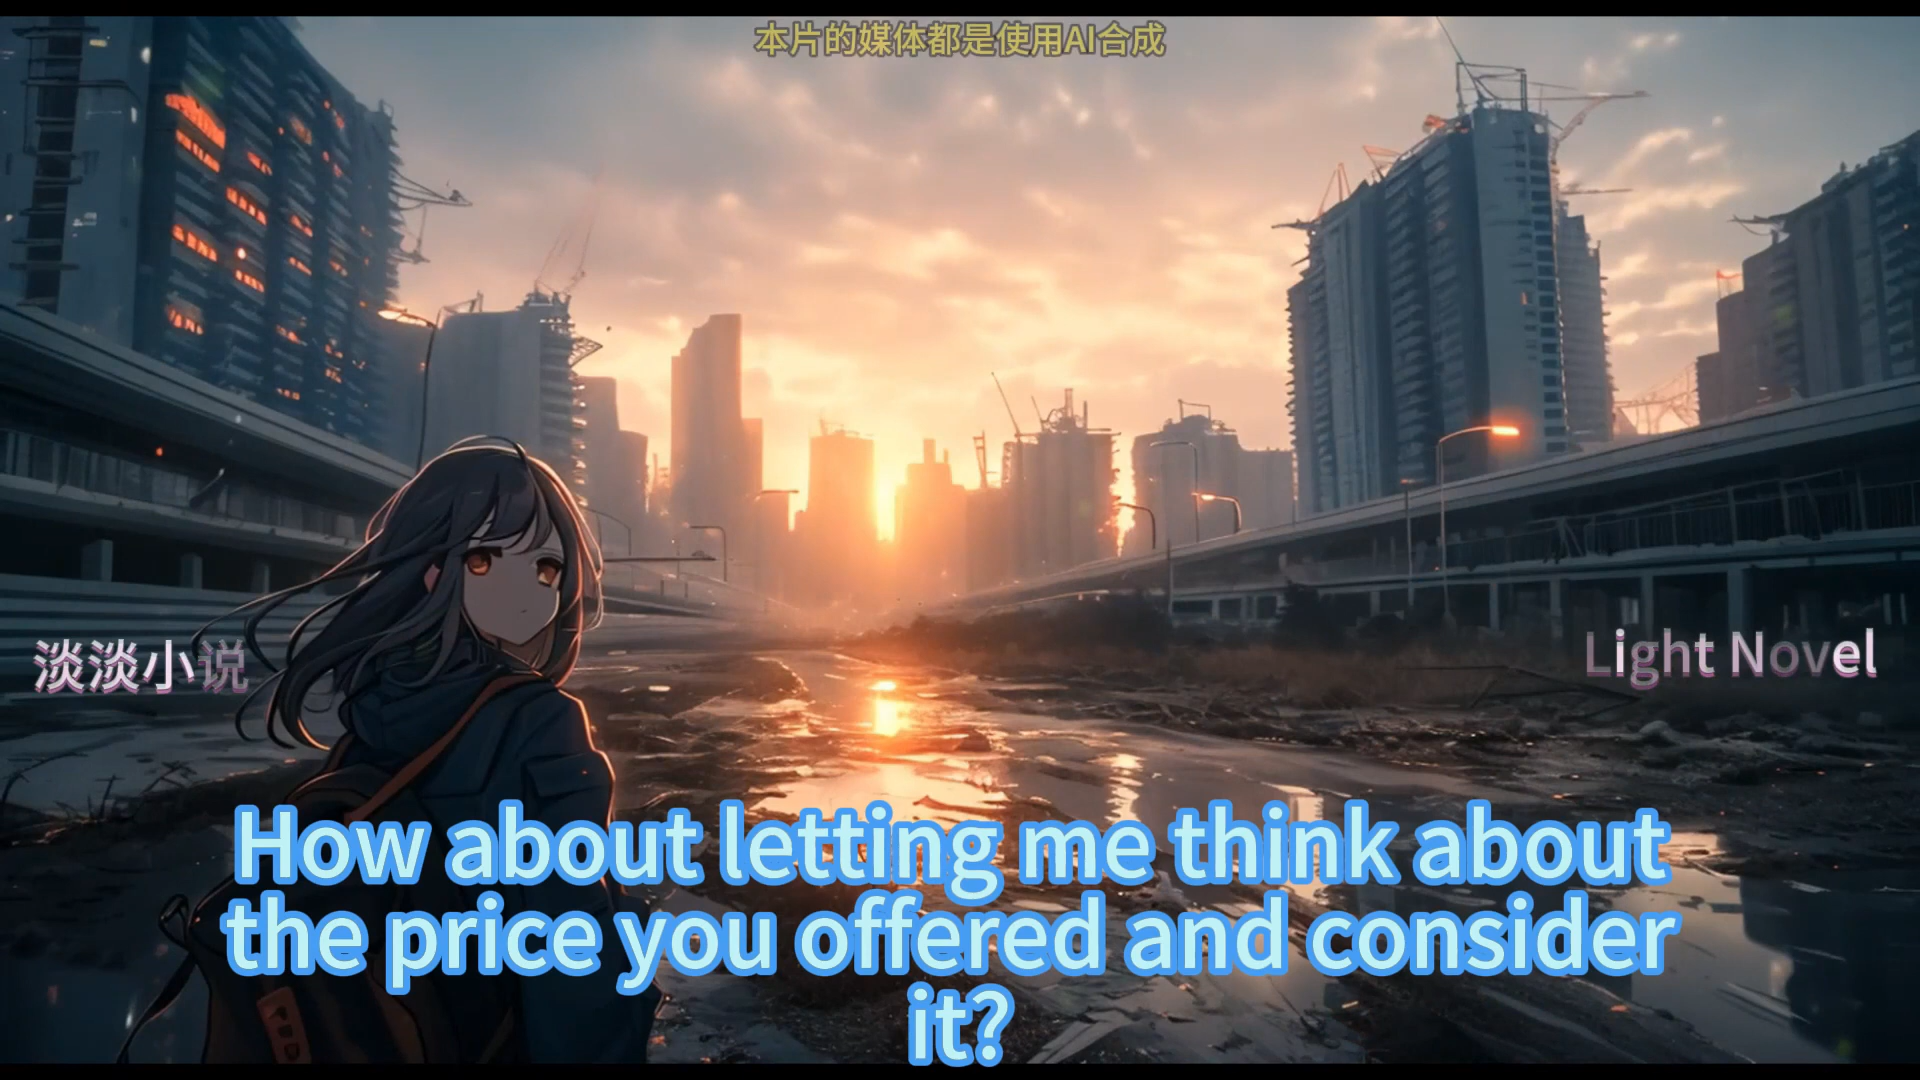 本片的媒体都是使用AI合成
淡淡小说
Light Novel
How about letting me think about
the price you offered and consider
it?